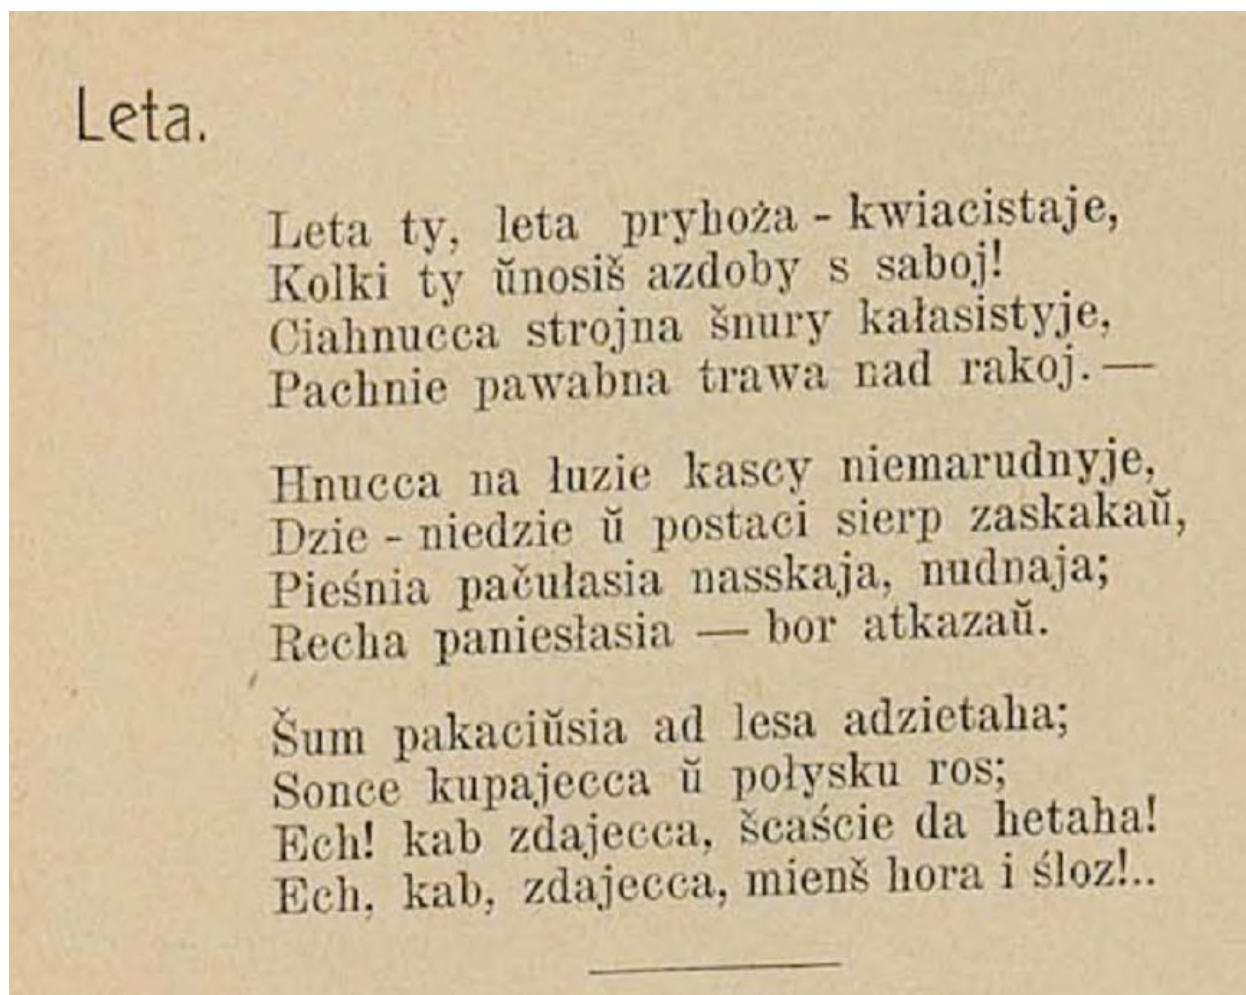 Leta.
Leta ty, leta pryhoża - kwiacistaje,
Kolki ty ŭnosiš azdoby s saboj!
Ciahnucca strojna šnury kałasistyje,
Pachnie pawabna trawa nad rakoj. —
Hnucca na łuzie kascy niemarudnyje,
Dzie - niedzie ŭ postaci sierp zaskakaŭ,
Pieśnia pačułasia nasskaja, nudnaja;
Recha paniesłasia — bor atkazaŭ.
Šum pakaciŭsia ad lesa adzietaha;
Sonce kupajecca ŭ połysku ros;
Ech! kab zdajecca, šcaście da hetaha!
Ech, kab, zdajecca, mienš hora i śloz!..